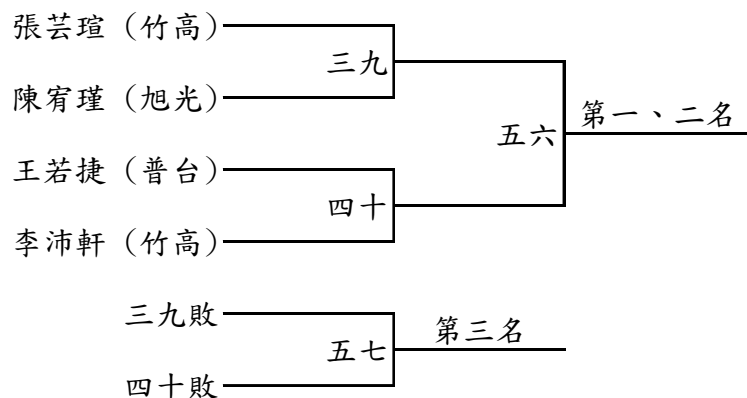 張芸瑄（竹高）
三九
陳宥瑾（旭光）
五六
第一、二名
王若捷（普台）
四十
李沛軒（竹高）
三九敗
五七
第三名
四十敗